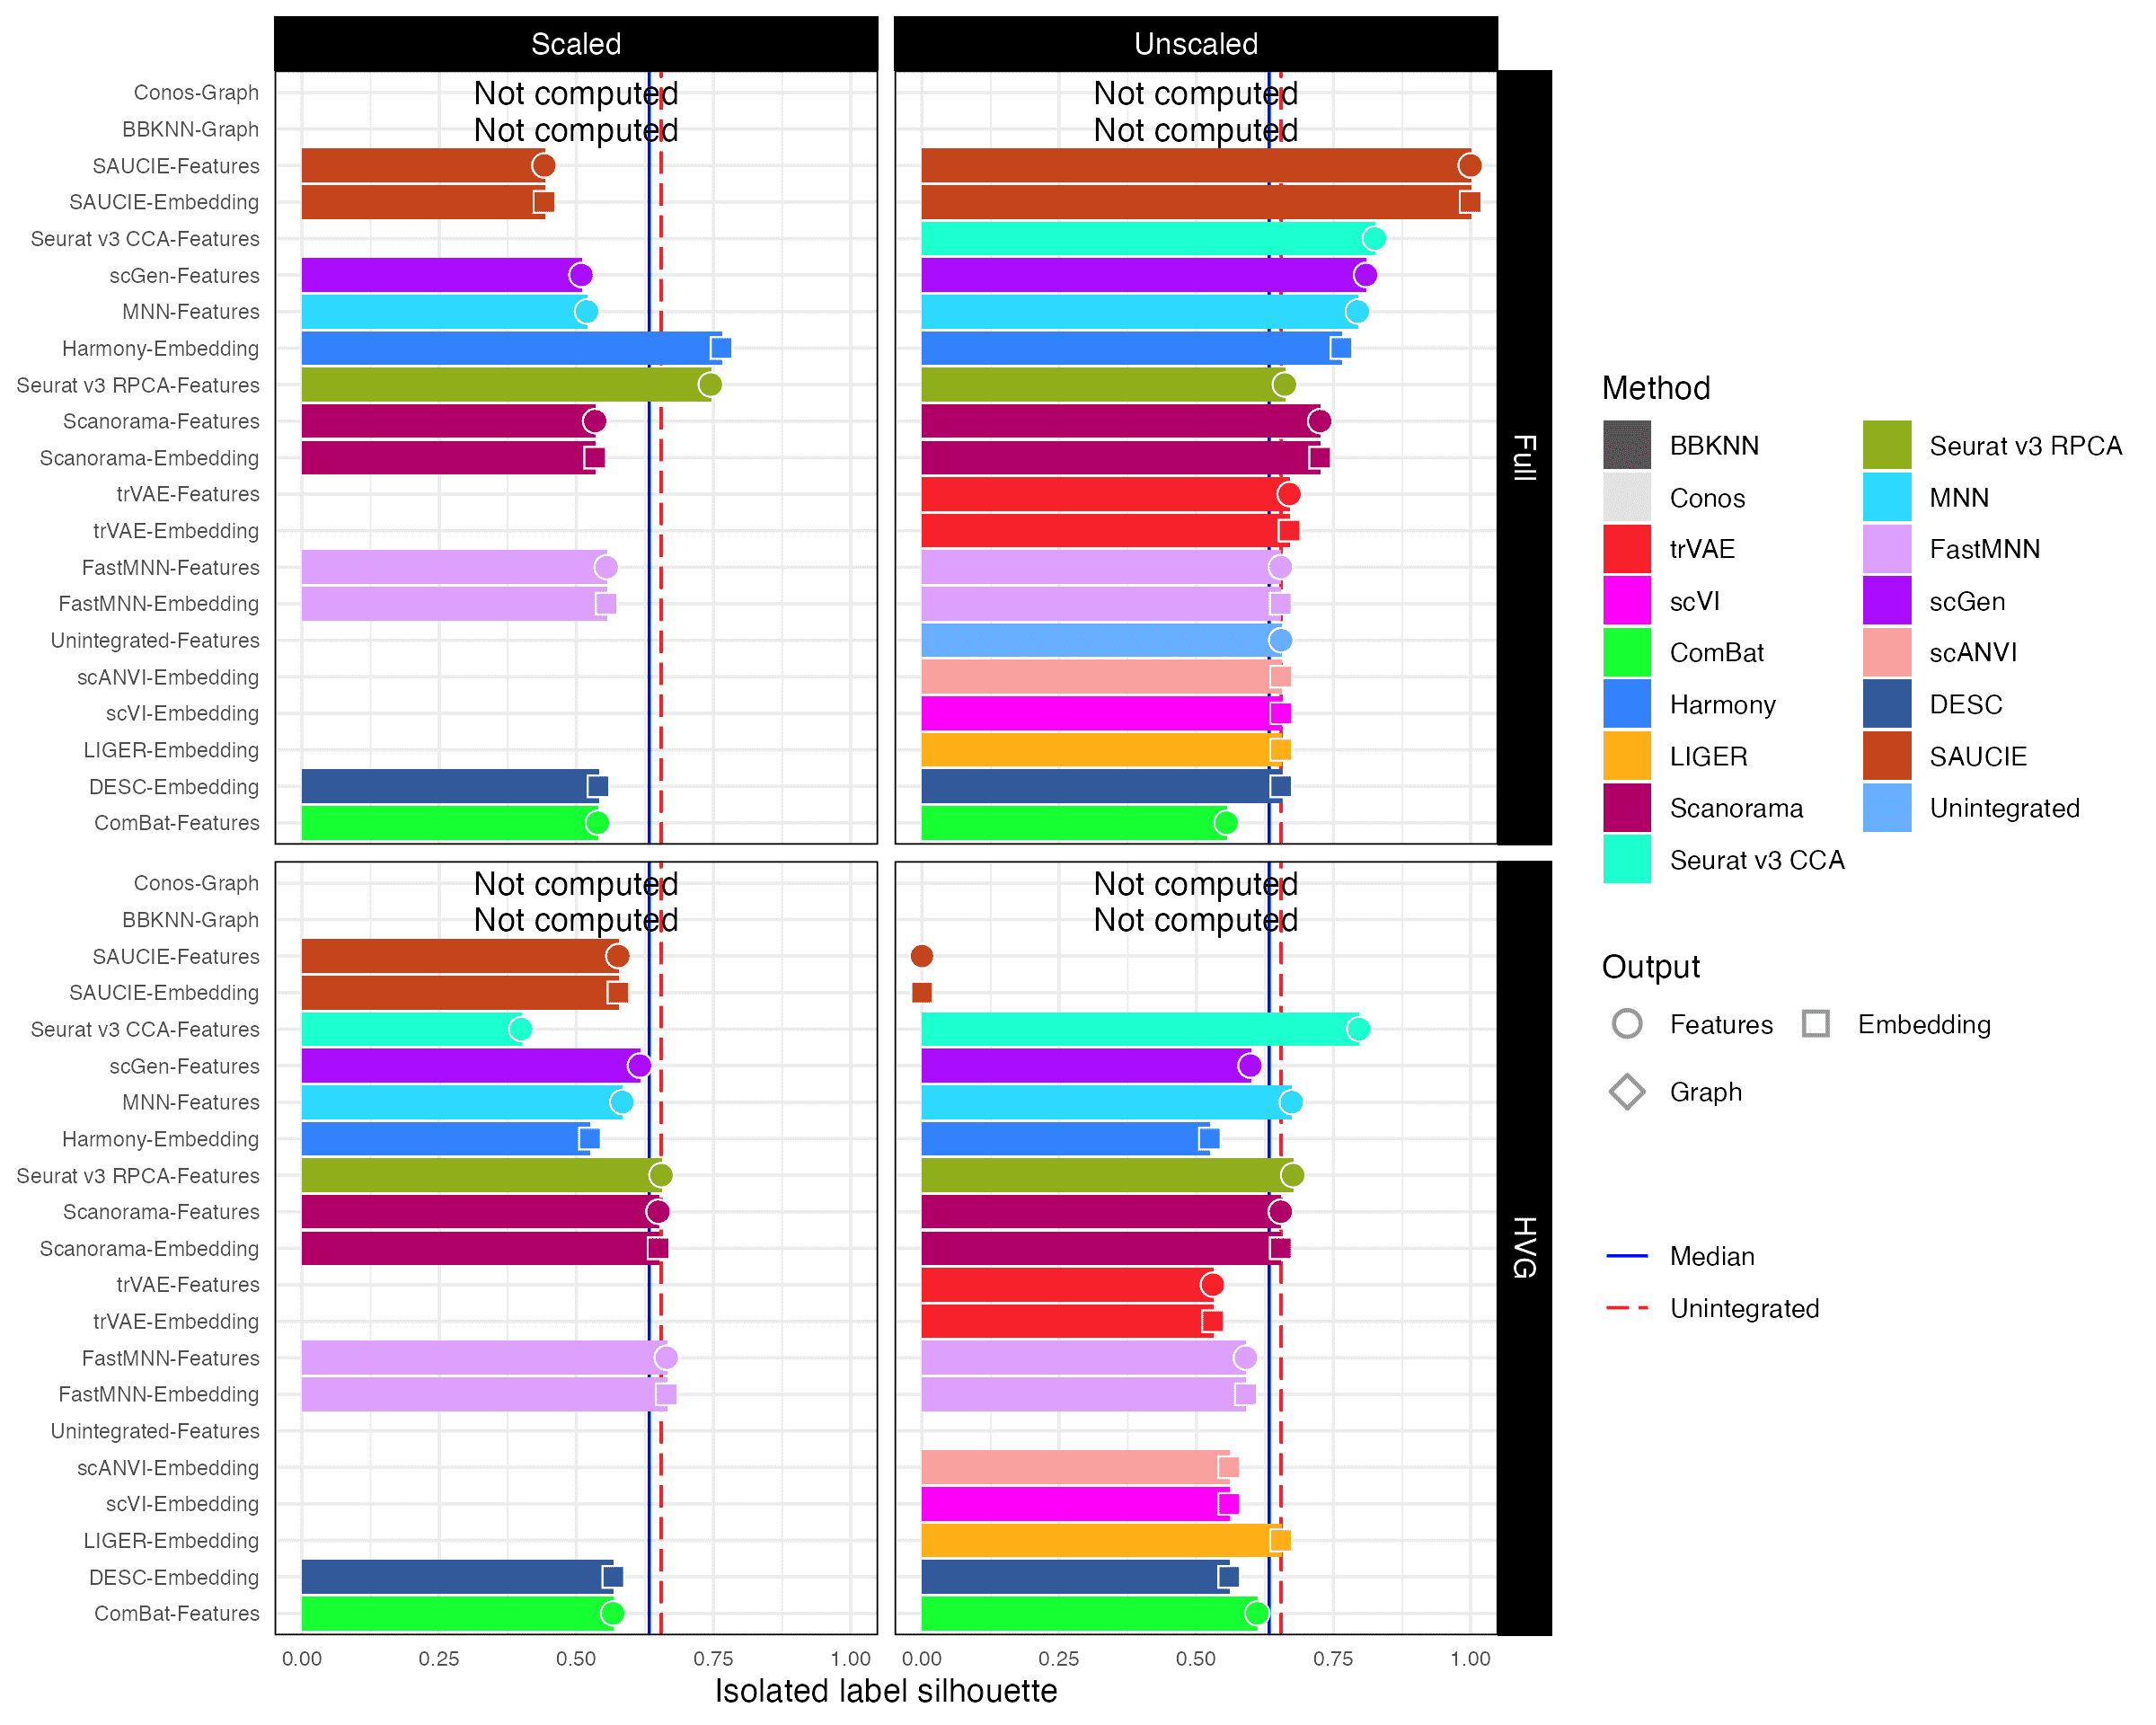 Scaled
Unscaled
Conos-Graph
BBKNN-Graph
SAUCIE-Features
SAUCIE-Embedding
Seurat v3 CCA-Features
scGen-Features
MNN-Features
Harmony-Embedding
Seurat v3 RPCA-Features
Scanorama-Features
Scanorama-Embedding
trVAE-Features
trVAE-Embedding
FastMNN-Features
FastMNN-Embedding
Unintegrated-Features
scANVI-Embedding
scVI-Embedding
LIGER-Embedding
DESC-Embedding
ComBat-Features
Not computed
Not computed
Not computed
Not computed
Full
Conos-Graph
BBKNN-Graph
SAUCIE-Features
SAUCIE-Embedding
Seurat v3 CCA-Features
scGen-Features
MNN-Features
Harmony-Embedding
Seurat v3 RPCA-Features
Scanorama-Features
Scanorama-Embedding
trVAE-Features
trVAE-Embedding
FastMNN-Features
FastMNN-Embedding
Unintegrated-Features
scANVI-Embedding
scVI-Embedding
LIGER-Embedding
DESC-Embedding
ComBat-Features
Not computed
Not computed
Not computed
Not computed
HVG
0.00 0.25 0.50 0.75 1.00
0.00 0.25 0.50 0.75 1.00
Isolated label silhouette
Method
BBKNN
Conos
trVAE
scVI
ComBat
Harmony
LIGER
Scanorama
Seurat v3 CCA
Seurat v3 RPCA
MNN
FastMNN
scGen
scANVI
DESC
SAUCIE
Unintegrated
Output
Features
Embedding
Graph
Median
Unintegrated